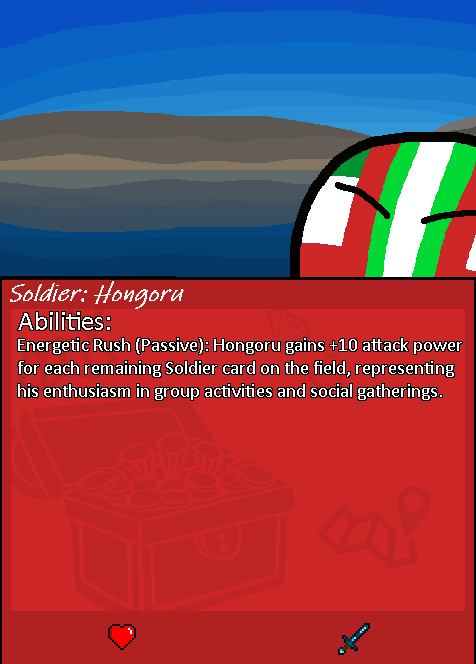 Soldier: Hongoru
Abilities:
Energetic Rush (Passive): Hongoru gains +10 attack power
for each remaining Soldier card on the field, representing
his enthusiasm in group activities and social gatherings.